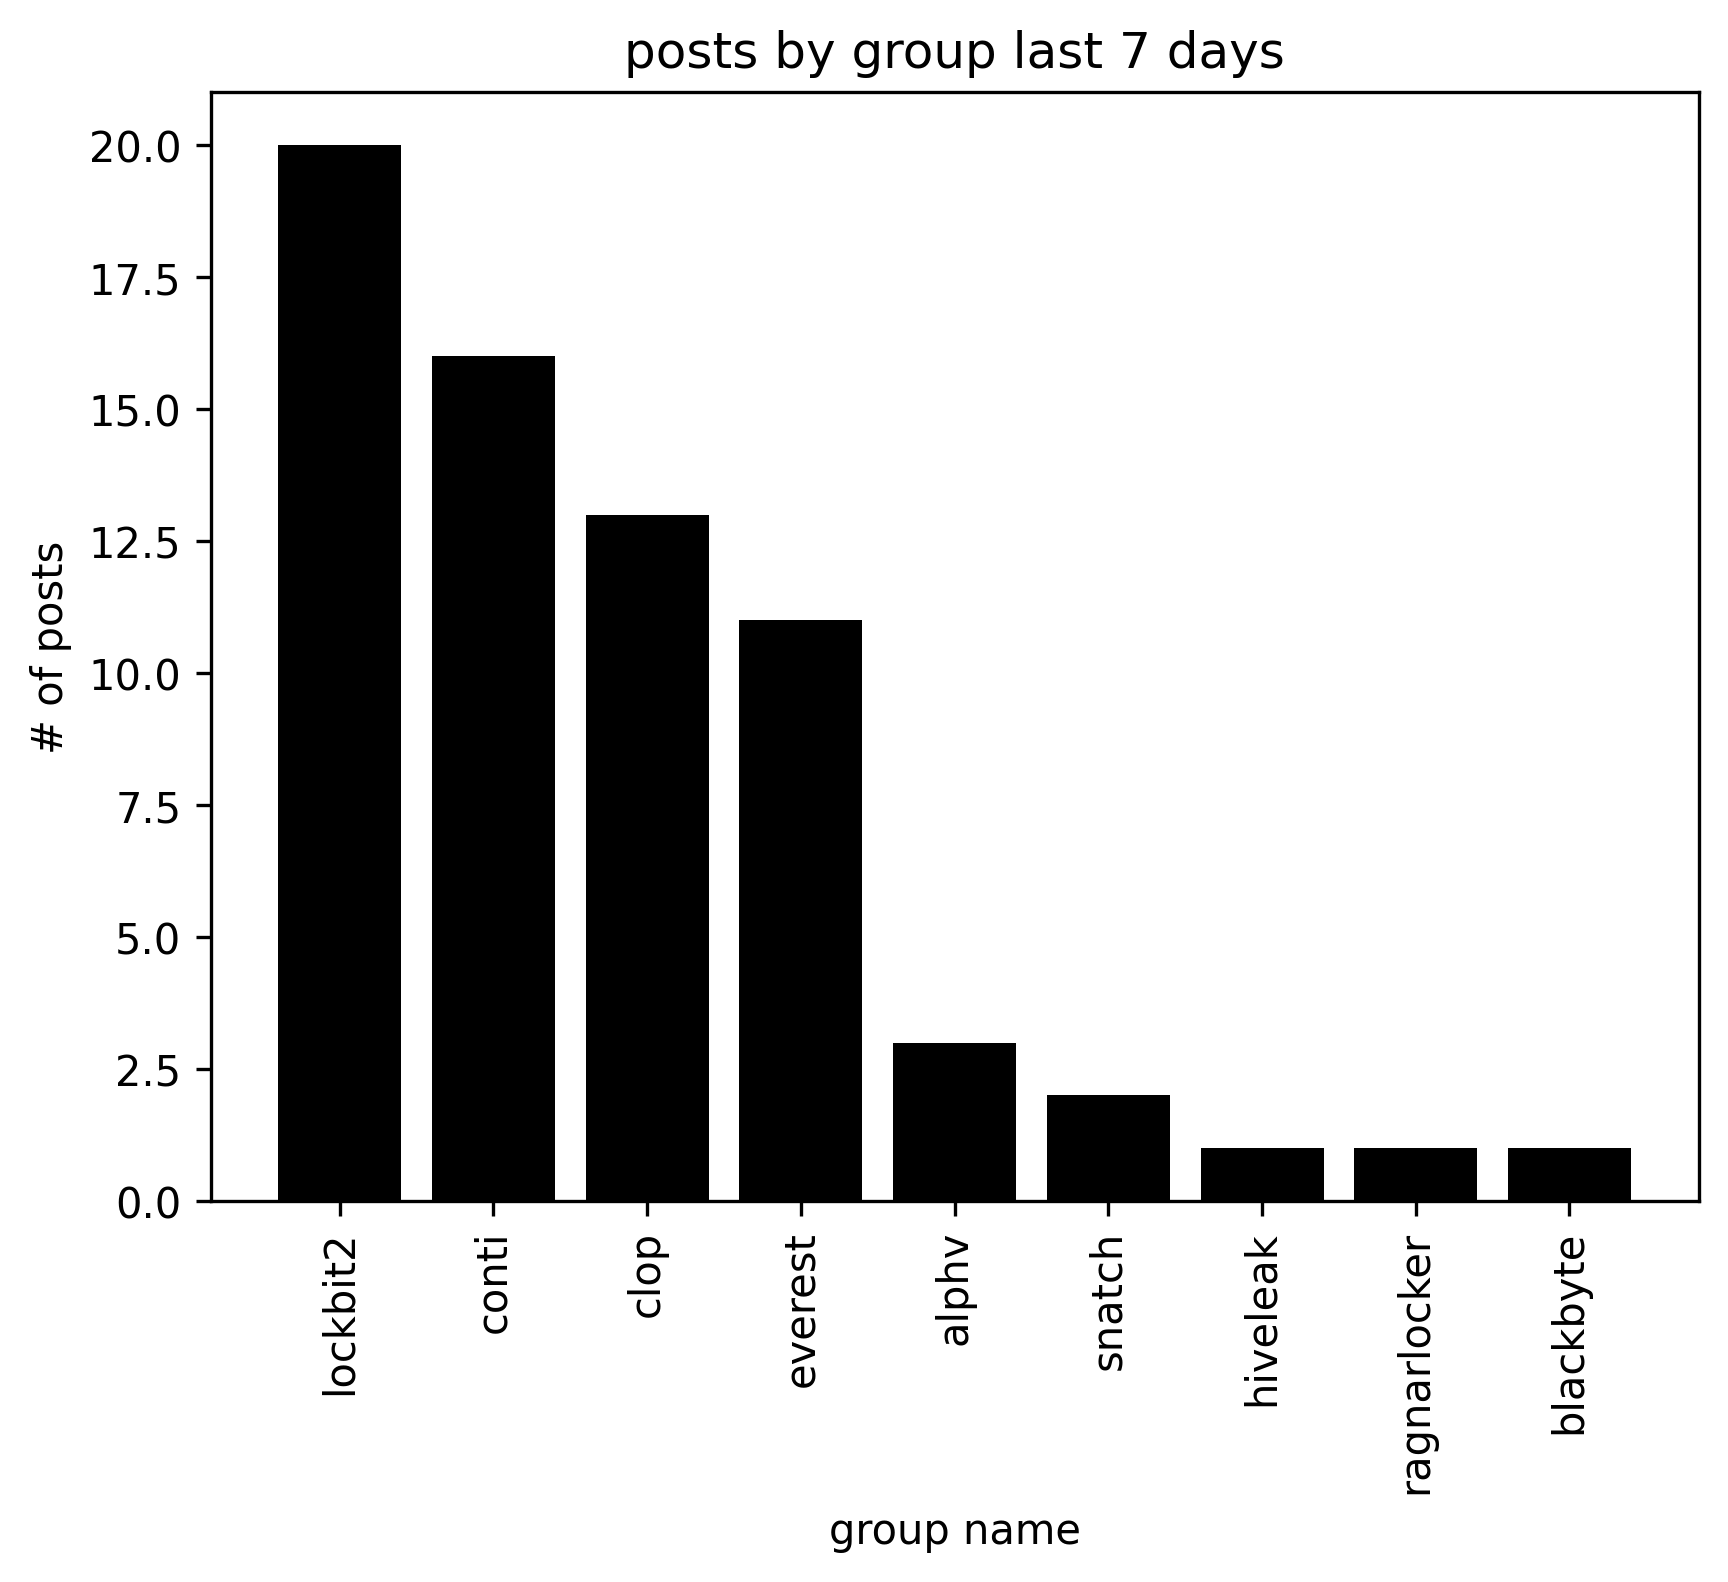 posts by group last 7 days
# of posts
20.0
17.5
15.0
12.5
10.0
7.5
5.0
2.5
0.0
lockbit2
conti
clop
everest
alphv
snatch
hiveleak
ragnarlocker
blackbyte
group name